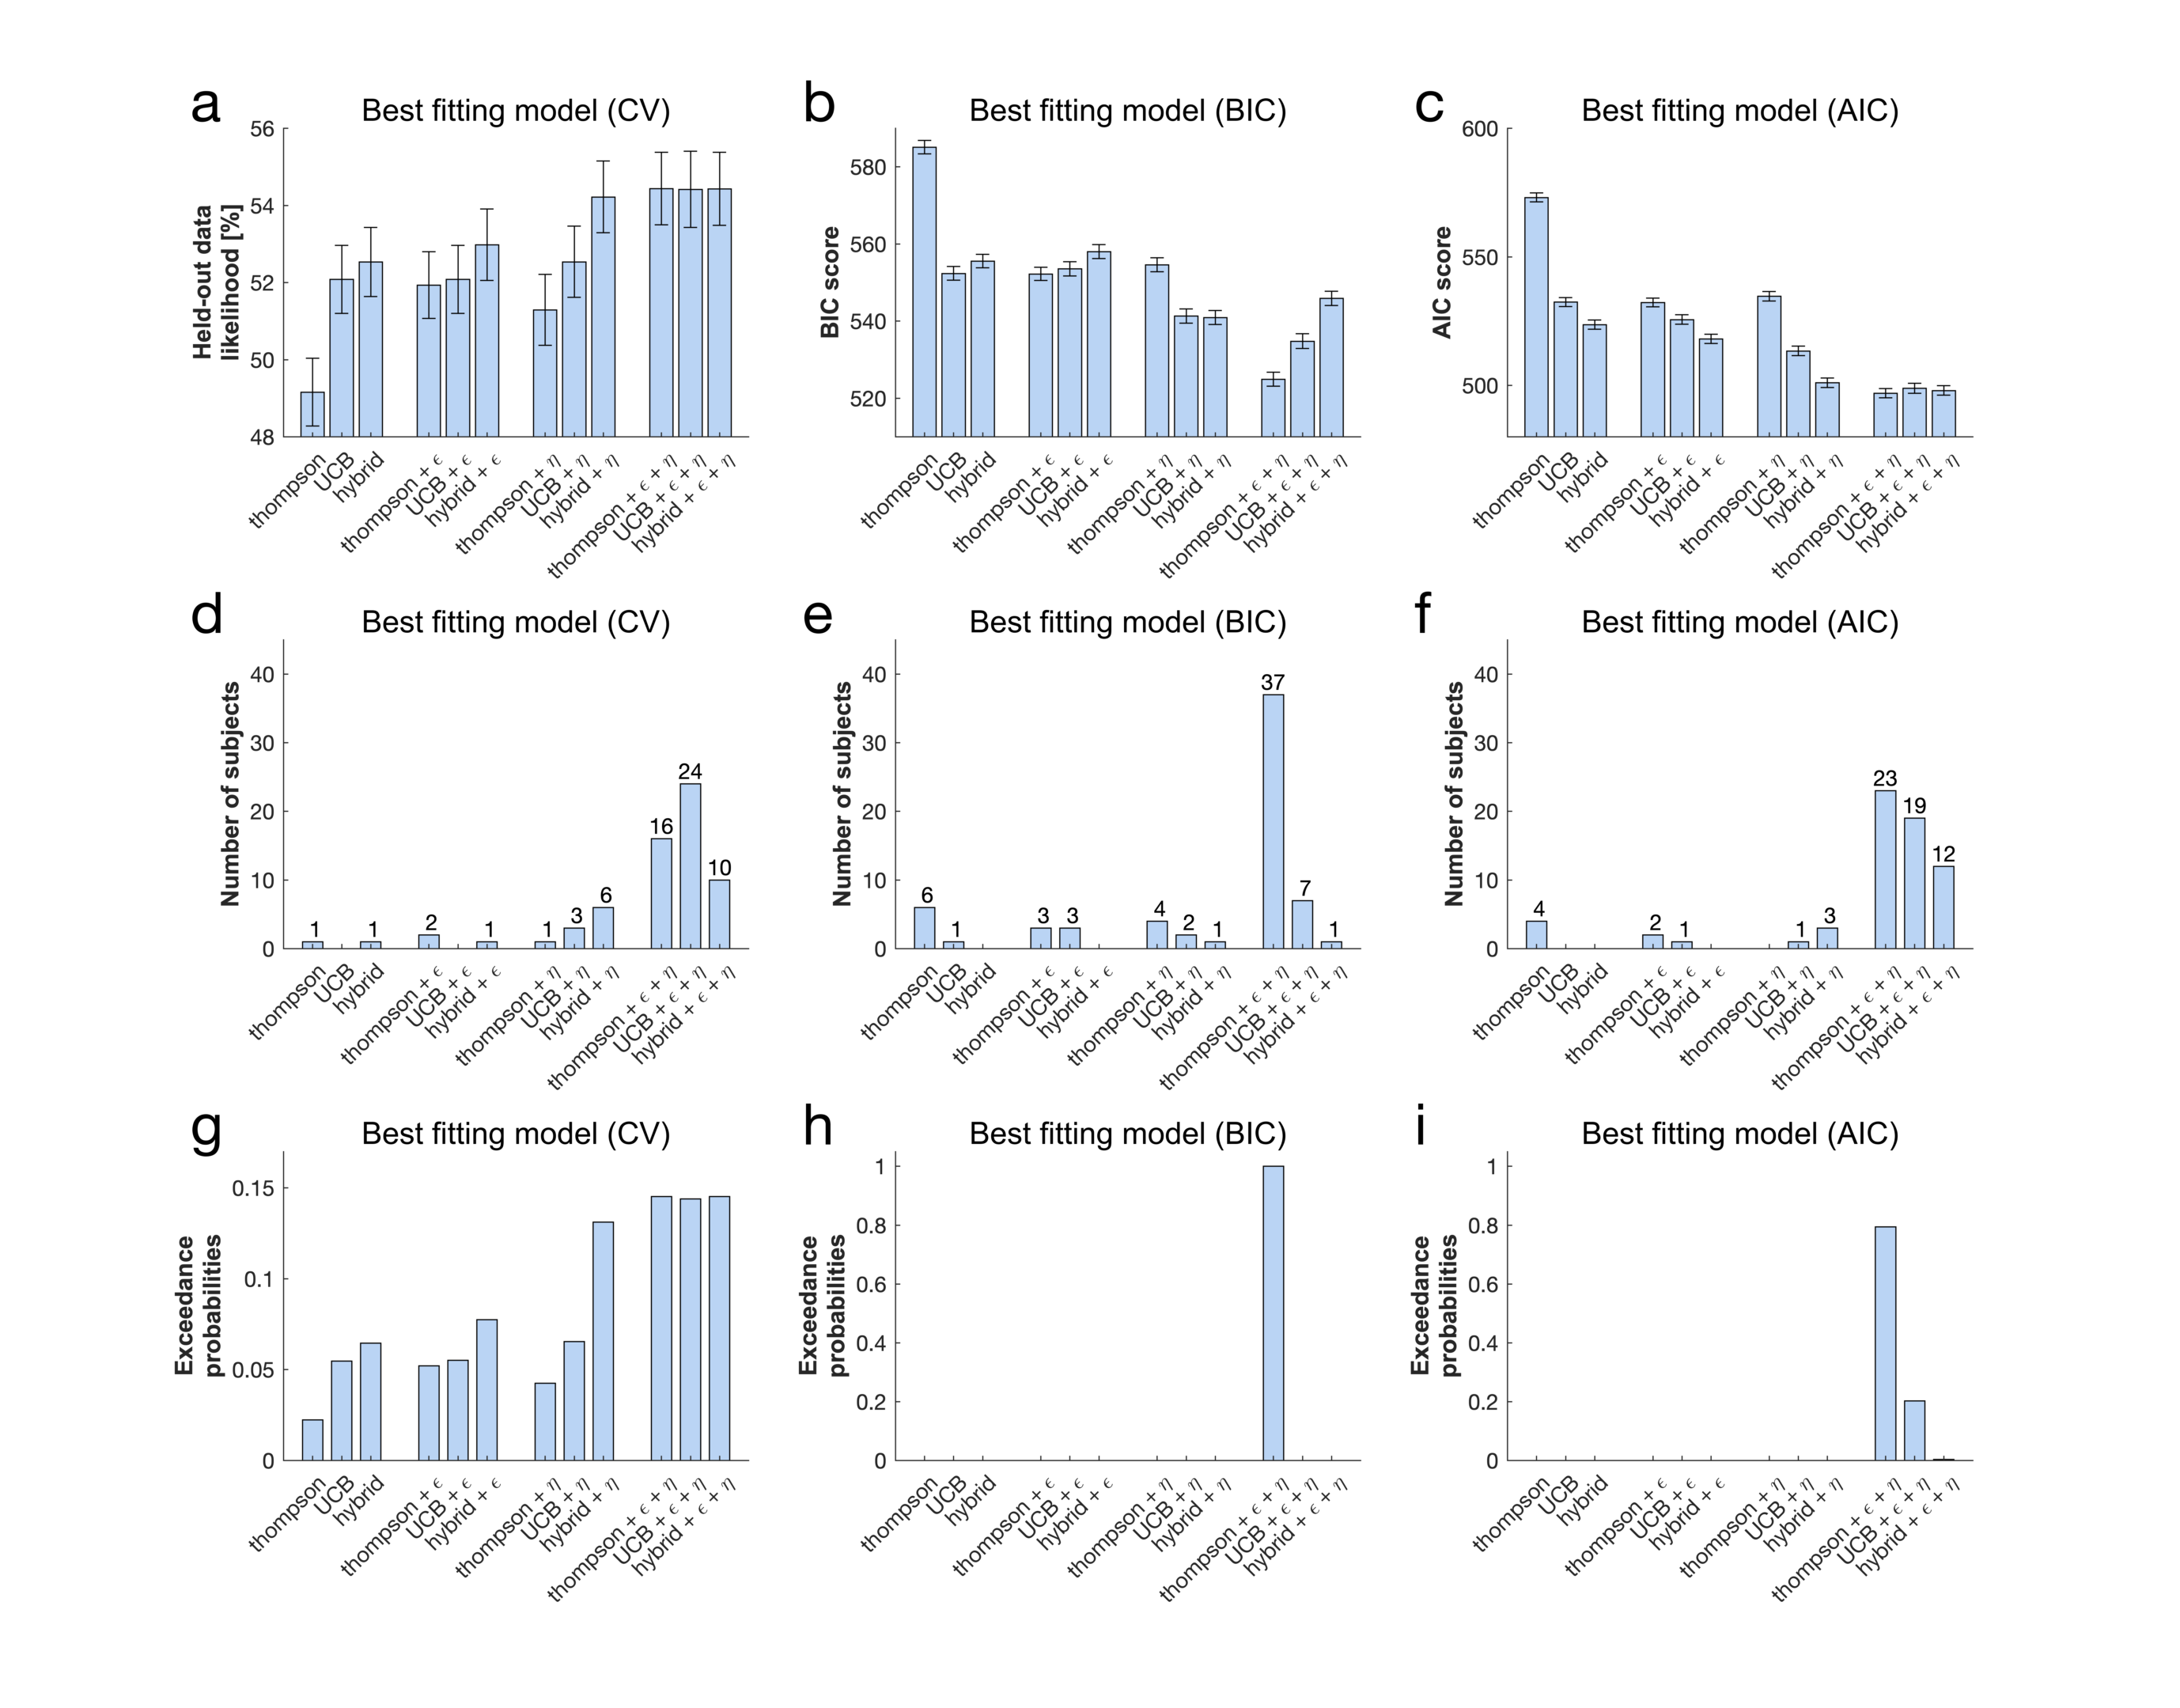 a
Best fitting model (CV)
Held-out data
likelihood [%]
56
54
52
50
48
thompson
UCB
hybrid
thompson + ϵ
UCB + ϵ
hybrid + ϵ
thompson + η
UCB + η
hybrid + η
thompson + ϵ + η
UCB + ϵ + η
hybrid + ϵ + η
b
Best fitting model (BIC)
BIC score
580
560
540
520
thompson
UCB
hybrid
thompson + ϵ
UCB + ϵ
hybrid + ϵ
thompson + η
UCB + η
hybrid + η
thompson + ϵ + η
UCB + ϵ + η
hybrid + ϵ + η
c
Best fitting model (AIC)
AIC score
600
550
500
thompson
UCB
hybrid
thompson + ϵ
UCB + ϵ
hybrid + ϵ
thompson + η
UCB + η
hybrid + η
thompson + ϵ + η
UCB + ϵ + η
hybrid + ϵ + η
d
Best fitting model (CV)
Number of subjects
40
30
20
10
0
1
1
2
1
1
3
6
16
24
10
thompson
UCB
hybrid
thompson + ϵ
UCB + ϵ
hybrid + ϵ
thompson + η
UCB + η
hybrid + η
thompson + ϵ + η
UCB + ϵ + η
hybrid + ϵ + η
e
Best fitting model (BIC)
Number of subjects
40
30
20
10
0
6
1
3
3
4
2
1
37
7
1
thompson
UCB
hybrid
thompson + ϵ
UCB + ϵ
hybrid + ϵ
thompson + η
UCB + η
hybrid + η
thompson + ϵ + η
UCB + ϵ + η
hybrid + ϵ + η
f
Best fitting model (AIC)
Number of subjects
40
30
20
10
0
4
2
1
1
3
23
19
12
thompson
UCB
hybrid
thompson + ϵ
UCB + ϵ
hybrid + ϵ
thompson + η
UCB + η
hybrid + η
thompson + ϵ + η
UCB + ϵ + η
hybrid + ϵ + η
g
Best fitting model (CV)
Exceedance
probabilities
0.15
0.1
0.05
0
thompson
UCB
hybrid
thompson + ϵ
UCB + ϵ
hybrid + ϵ
thompson + η
UCB + η
hybrid + η
thompson + ϵ + η
UCB + ϵ + η
hybrid + ϵ + η
h
Best fitting model (BIC)
Exceedance
probabilities
1
0.8
0.6
0.4
0.2
0
thompson
UCB
hybrid
thompson + ϵ
UCB + ϵ
hybrid + ϵ
thompson + η
UCB + η
hybrid + η
thompson + ϵ + η
UCB + ϵ + η
hybrid + ϵ + η
i
Best fitting model (AIC)
Exceedance
probabilities
1
0.8
0.6
0.4
0.2
0
thompson
UCB
hybrid
thompson + ϵ
UCB + ϵ
hybrid + ϵ
thompson + η
UCB + η
hybrid + η
thompson + ϵ + η
UCB + ϵ + η
hybrid + ϵ + η